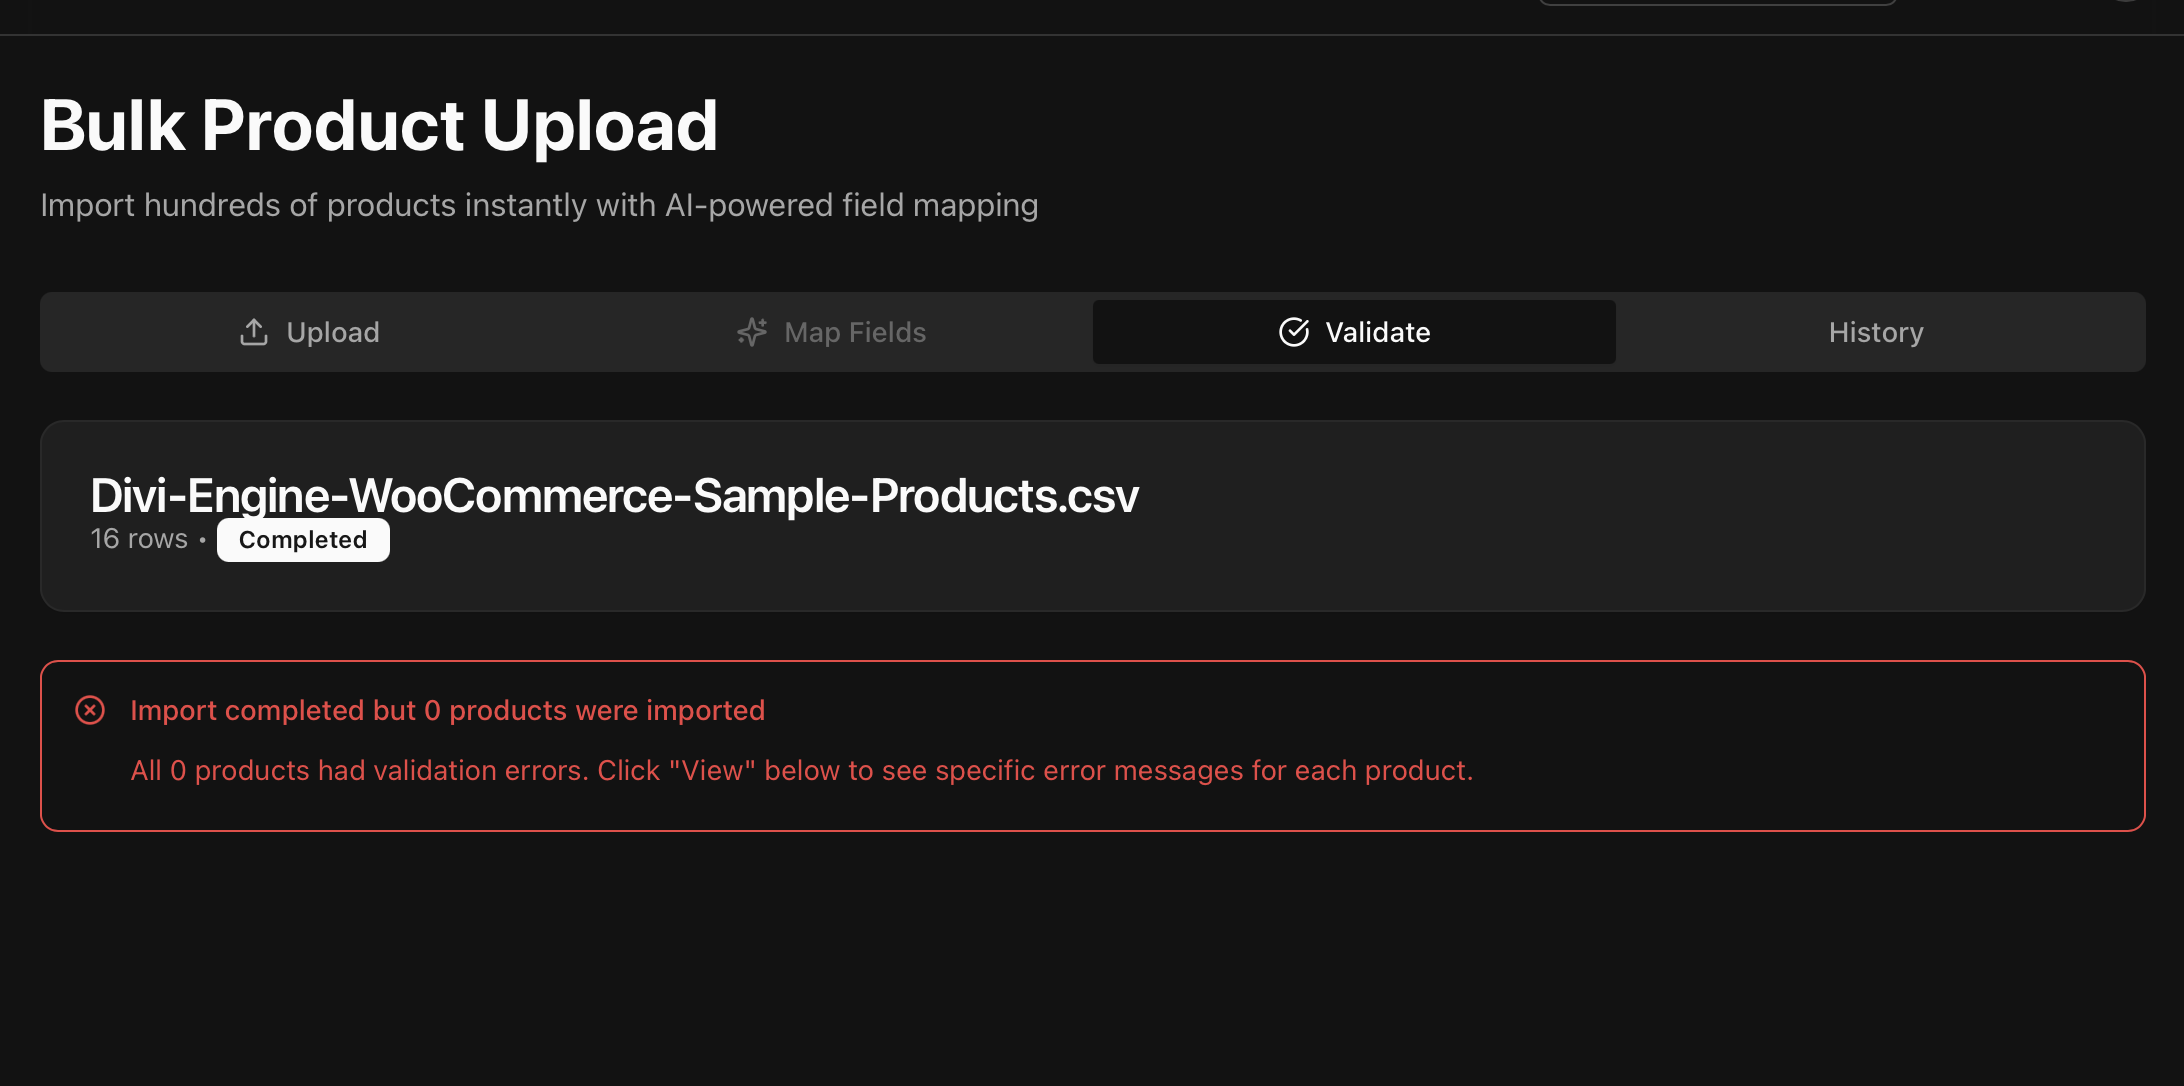 Bulk Product Upload
Import hundreds of products instantly with AI-powered field mapping
Upload
Map Fields
Validate
History
Divi-Engine-WooCommerce-Sample-Products.csv
16 rows • Completed
Import completed but 0 products were imported
All 0 products had validation errors. Click "View" below to see specific error messages for each product.